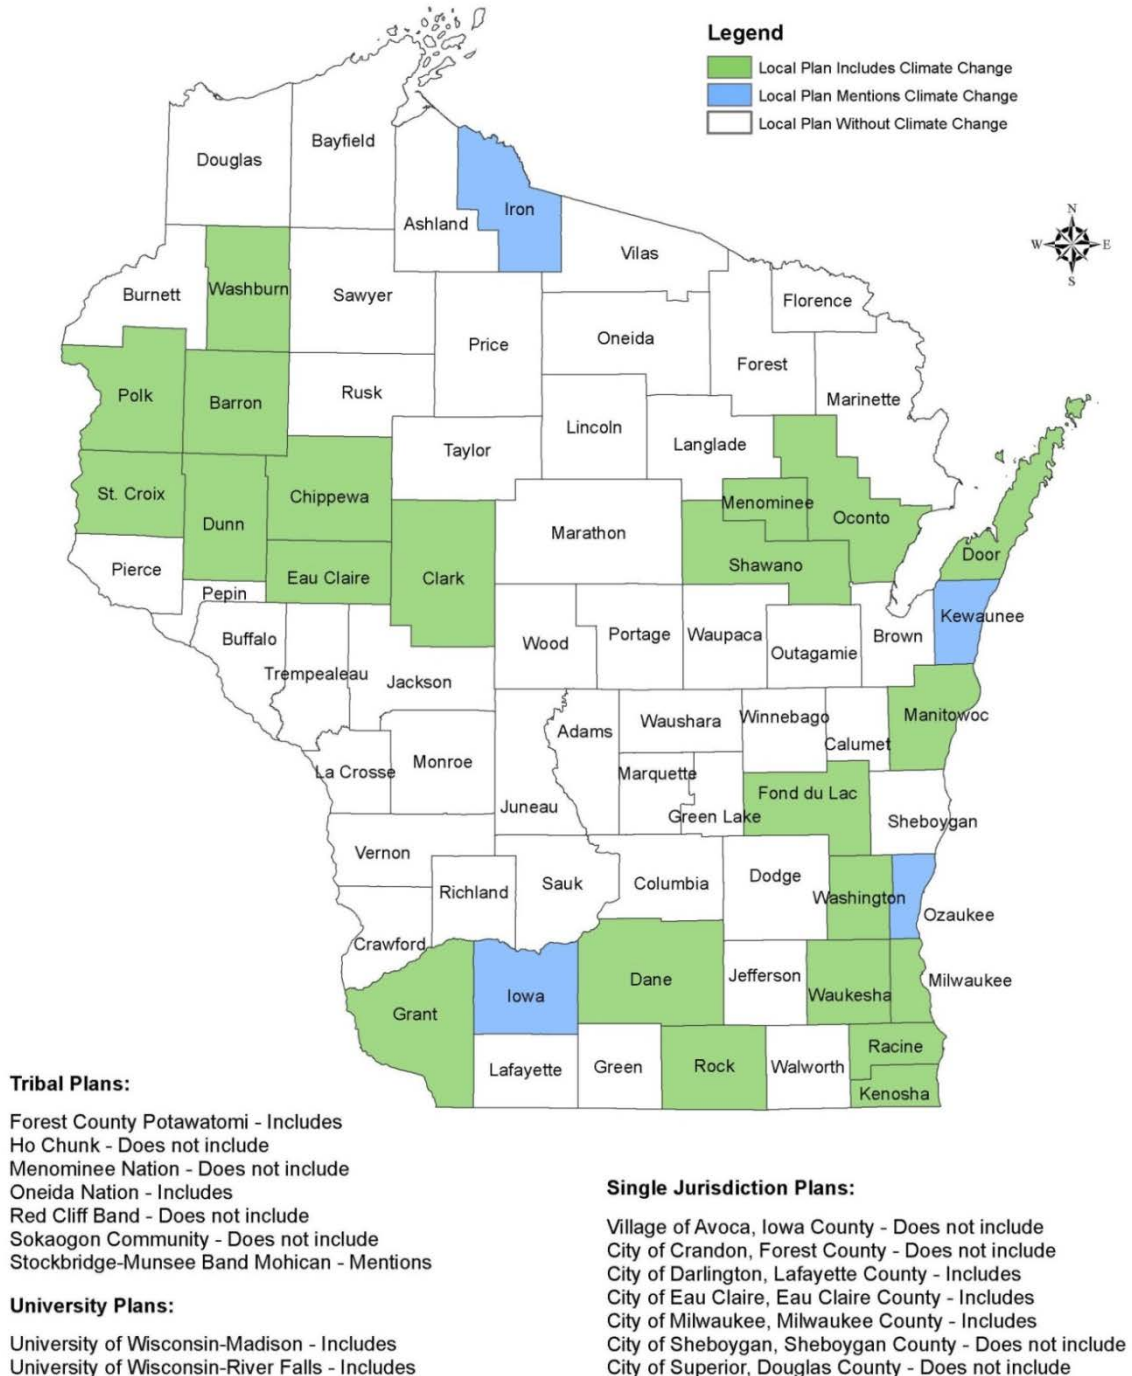 Legend
Local Plan Includes Climate Change
Local Plan Mentions Climate Change
Local Plan Without Climate Change
N
W E
S
Douglas
Bayfield
Ashland
Iron
Vilas
Burnett
Washburn
Sawyer
Price
Oneida
Florence
Forest
Marinette
Polk
Barron
Rusk
Taylor
Lincoln
Langlade
St. Croix
Dunn
Chippewa
Marathon
Menominee
Oconto
Door
Pierce
Pepin
Eau Claire
Clark
Shawano
Kewaunee
Buffalo
Trempealeau
Jackson
Wood
Portage
Waupaca
Outagamie
Brown
Manitowoc
La Crosse
Monroe
Adams
Waushara
Winnebago
Calumet
Juneau
Marquette
Green Lake
Fond du Lac
Sheboygan
Vernon
Richland
Sauk
Columbia
Dodge
Washington
Ozaukee
Crawford
Grant
Iowa
Dane
Jefferson
Waukesha
Milwaukee
Lafayette
Green
Rock
Walworth
Racine
Kenosha
Tribal Plans:
Forest County Potawatomi - Includes
Ho Chunk - Does not include
Menominee Nation - Does not include
Oneida Nation - Includes
Red Cliff Band - Does not include
Sokaogon Community - Does not include
Stockbridge-Munsee Band Mohican - Mentions
University Plans:
University of Wisconsin-Madison - Includes
University of Wisconsin-River Falls - Includes
Single Jurisdiction Plans:
Village of Avoca, Iowa County - Does not include
City of Crandon, Forest County - Does not include
City of Darlington, Lafayette County - Includes
City of Eau Claire, Eau Claire County - Includes
City of Milwaukee, Milwaukee County - Includes
City of Sheboygan, Sheboygan County - Does not include
City of Superior, Douglas County - Does not include